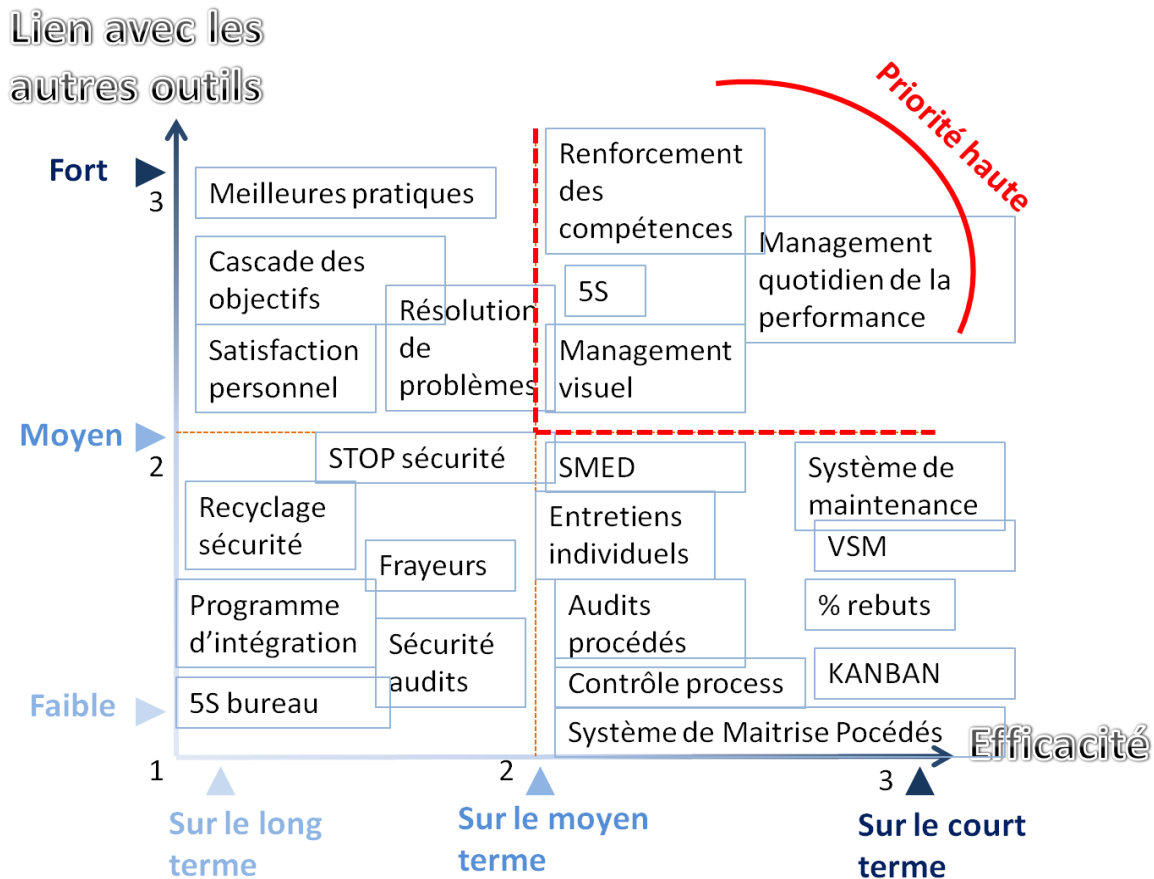 Lien avec les
autres outils
Priorité haute
Fort
3
Meilleures pratiques
Renforcement
des
compétences
Cascade des
objectifs
Management
quotidien de la
performance
5S
Résolution
de
problèmes
Satisfaction
personnel
Management
visuel
Moyen
2
STOP sécurité
SMED
Système de
maintenance
Recyclage
sécurité
Entretiens
individuels
VSM
Frayeurs
Programme
d'intégration
Audits
procédés
% rebuts
Sécurité
audits
KANBAN
Contrôle process
Faible
5S bureau
Système de Maitrise Pocédés
Efficacité
1
2
3
Sur le long
terme
Sur le moyen
terme
Sur le court
terme